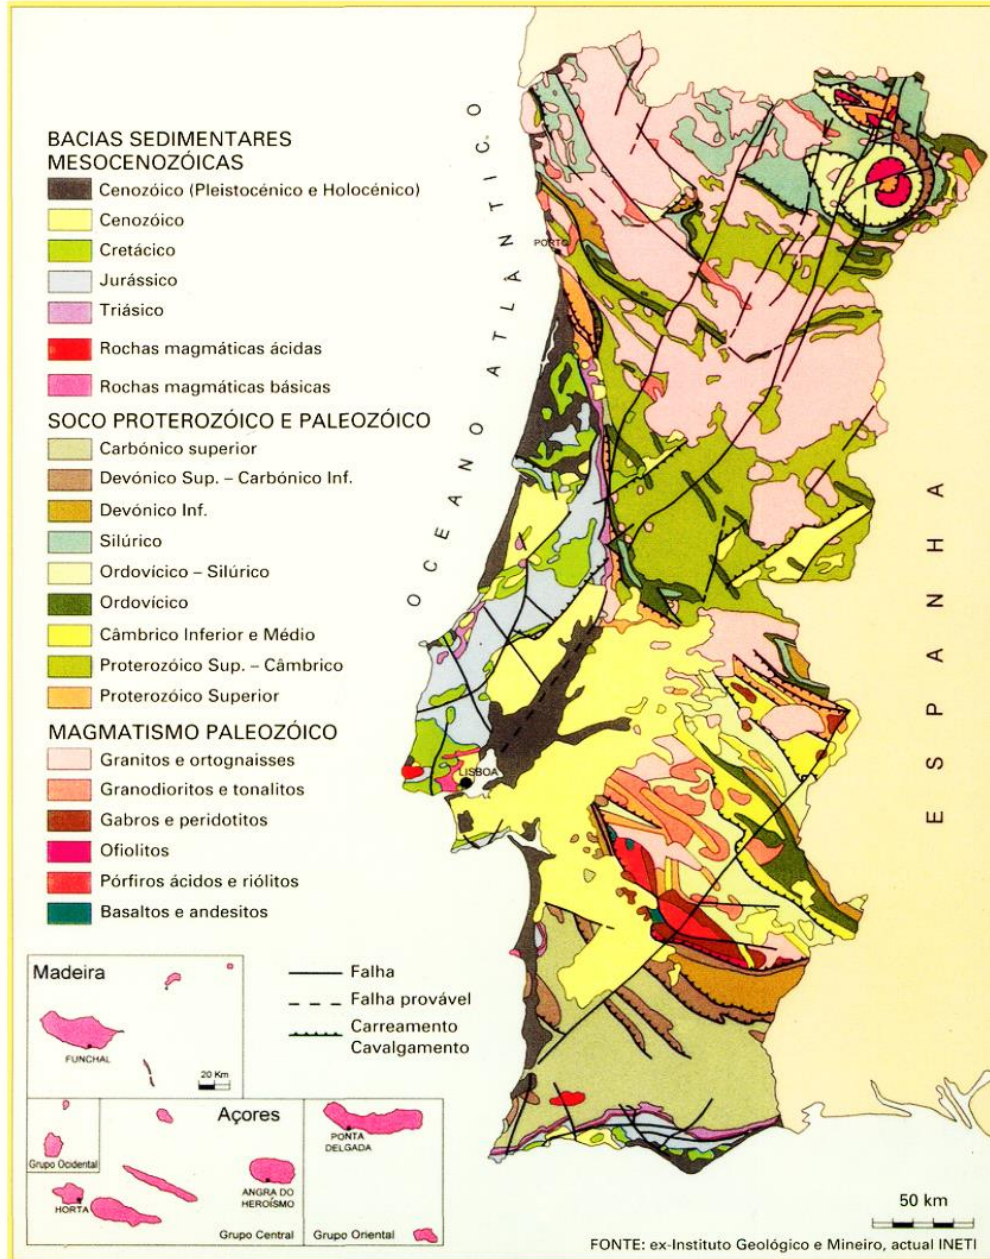 BACIAS SEDIMENTARES
MESOCENOZÓICAS
Cenozóico (Pleistocénico e Holocénico)
Cenozóico
Cretácico
Jurássico
Triásico
Rochas magmáticas ácidas
Rochas magmáticas básicas
SOCO PROTEROZÓICO E PALEOZÓICO
Carbónico superior
Devónico Sup. – Carbónico Inf.
Devónico Inf.
Silúrico
Ordovícico – Silúrico
Ordovícico
Câmbrico Inferior e Médio
Proterozóico Sup. – Câmbrico
Proterozóico Superior
MAGMATISMO PALEOZÓICO
Granitos e ortognaisses
Granodioritos e tonalitos
Gabros e peridotitos
Ofiolitos
Pórfiros ácidos e riólitos
Basaltos e andesitos
OCEANO ATLÂNTICO
PORTO
LISBOA
ESPANHA
Falha
Falha provável
Carreamento
Cavalgamento
Madeira
FUNCHAL
20 Km
Açores
Grupo Ocidental
HORTA
ANGRA DO
HEROÍSMO
Grupo Central
PONTA
DELGADA
Grupo Oriental
50 km
FONTE: ex-Instituto Geológico e Mineiro, actual INETI